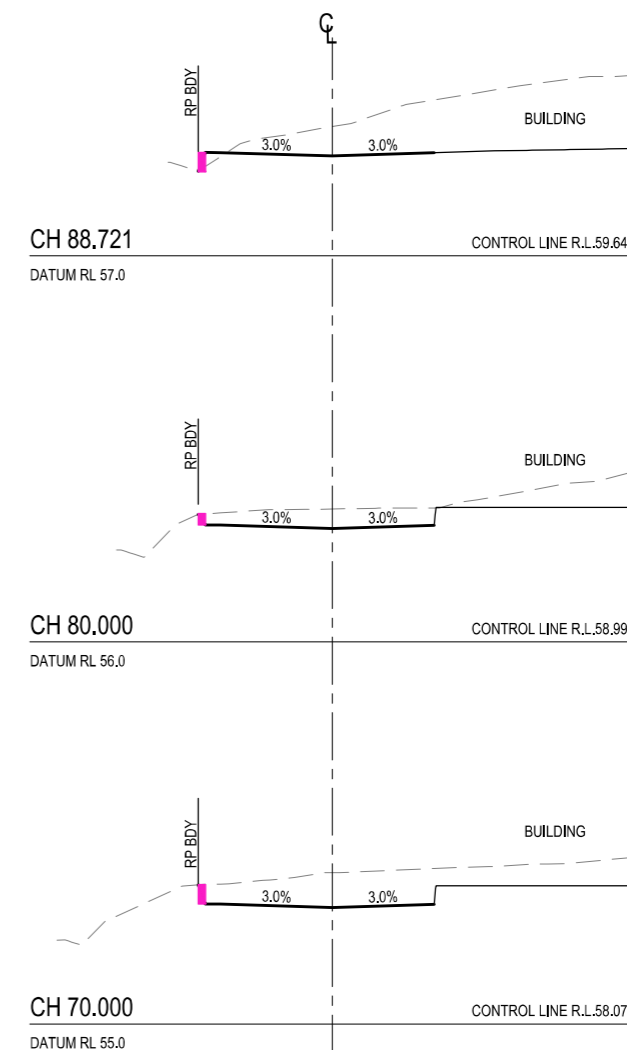 CL
RP BDY
BUILDING
3.0% 3.0%
CH 88.721 CONTROL LINE R.L.59.64
DATUM RL 57.0
RP BDY
BUILDING
3.0% 3.0%
CH 80.000 CONTROL LINE R.L.58.99
DATUM RL 56.0
RP BDY
BUILDING
3.0% 3.0%
CH 70.000 CONTROL LINE R.L.58.07
DATUM RL 55.0